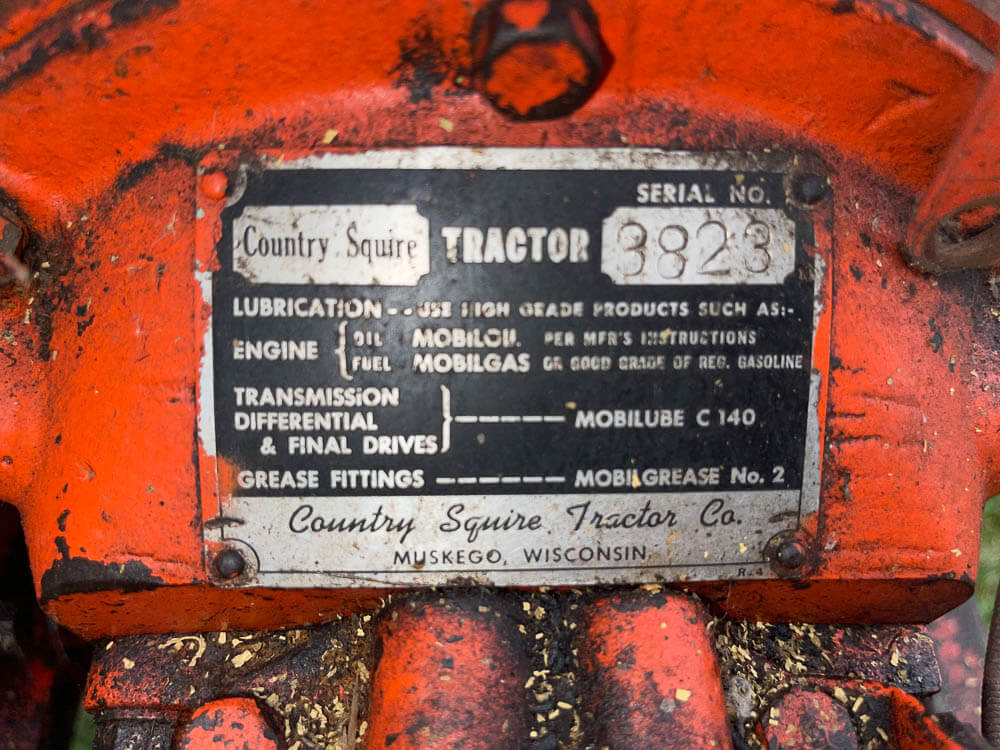 SERIAL NO.
Country Squire TRACTOR 3823
LUBRICATION -- USE HIGH GRADE PRODUCTS SUCH AS:-
ENGINE { OIL MOBILOIL PER MFR'S INSTRUCTIONS
FUEL MOBILGAS OR GOOD GRADE OF REG. GASOLINE
TRANSMISSION
DIFFERENTIAL } ------ MOBILUBE C 140
& FINAL DRIVES
GREASE FITTINGS ------ MOBILGREASE No. 2
Country Squire Tractor Co.
MUSKEGO, WISCONSIN.
R-4